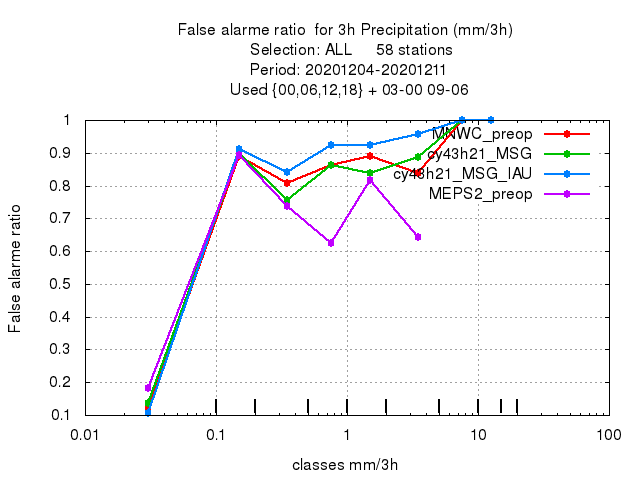 False alarme ratio  for 3h Precipitation (mm/3h)
Selection: ALL     58 stations
Period: 20201204-20201211
Used {00,06,12,18} + 03-00 09-06
1
0.9
0.8
0.7
0.6
0.5
0.4
0.3
0.2
0.1
False alarme ratio
MNWC_preop
cy43h21_MSG
cy43h21_MSG_IAU
MEPS2_preop
0.01 0.1 1 10 100
classes mm/3h